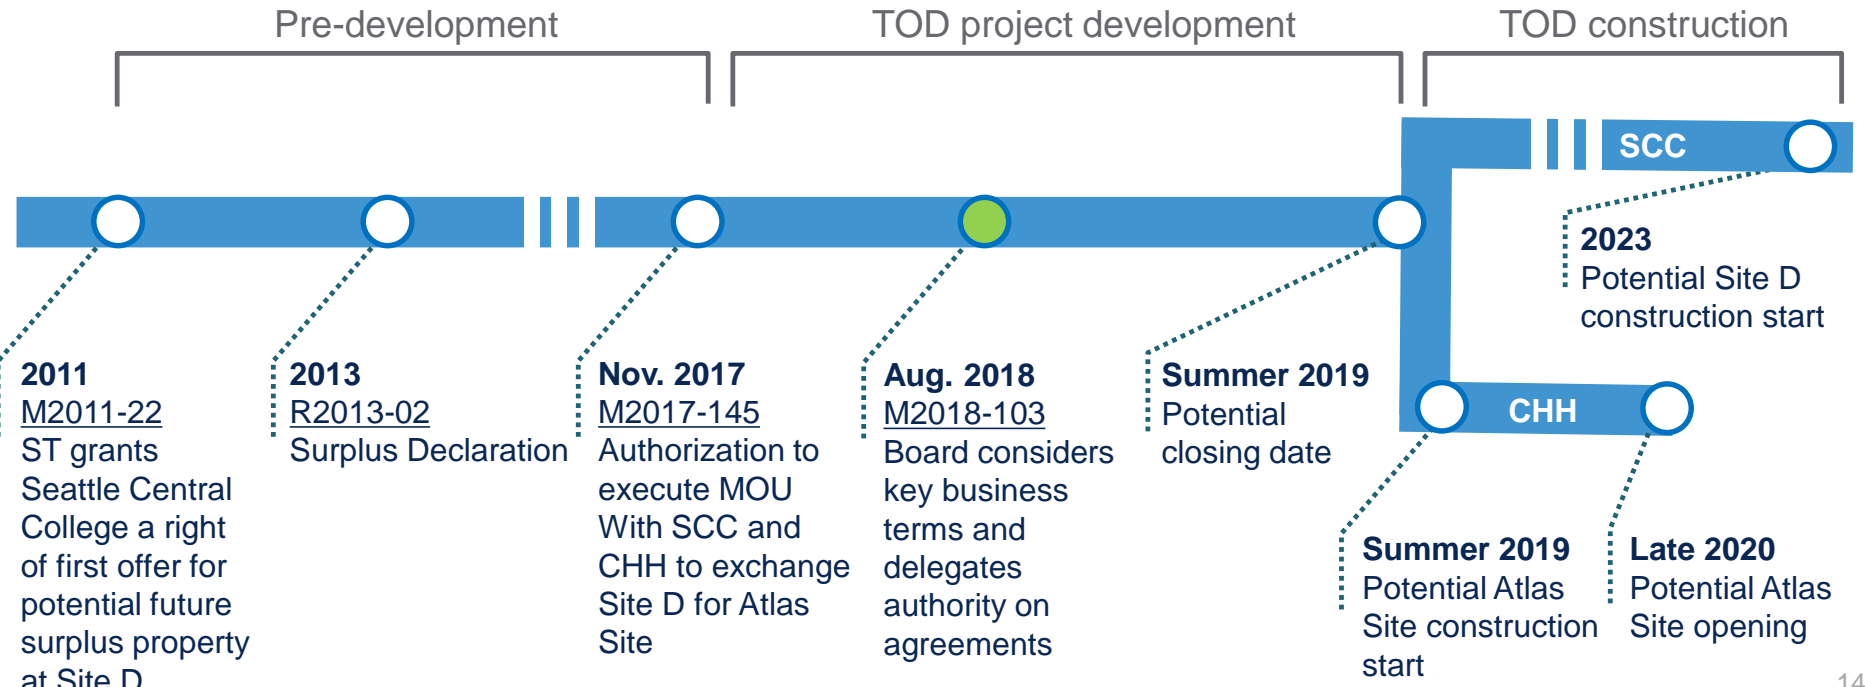 Pre-development
TOD project development
TOD construction
SCC
2023
Potential Site D
construction start
2011
M2011-22
ST grants
Seattle Central
College a right
of first offer for
potential future
surplus property
at Site D
2013
R2013-02
Surplus Declaration
Nov. 2017
M2017-145
Authorization to
execute MOU
With SCC and
CHH to exchange
Site D for Atlas
Site
Aug. 2018
M2018-103
Board considers
key business
terms and
delegates
authority on
agreements
Summer 2019
Potential
closing date
CHH
Summer 2019
Potential Atlas
Site construction
start
Late 2020
Potential Atlas
Site opening
14